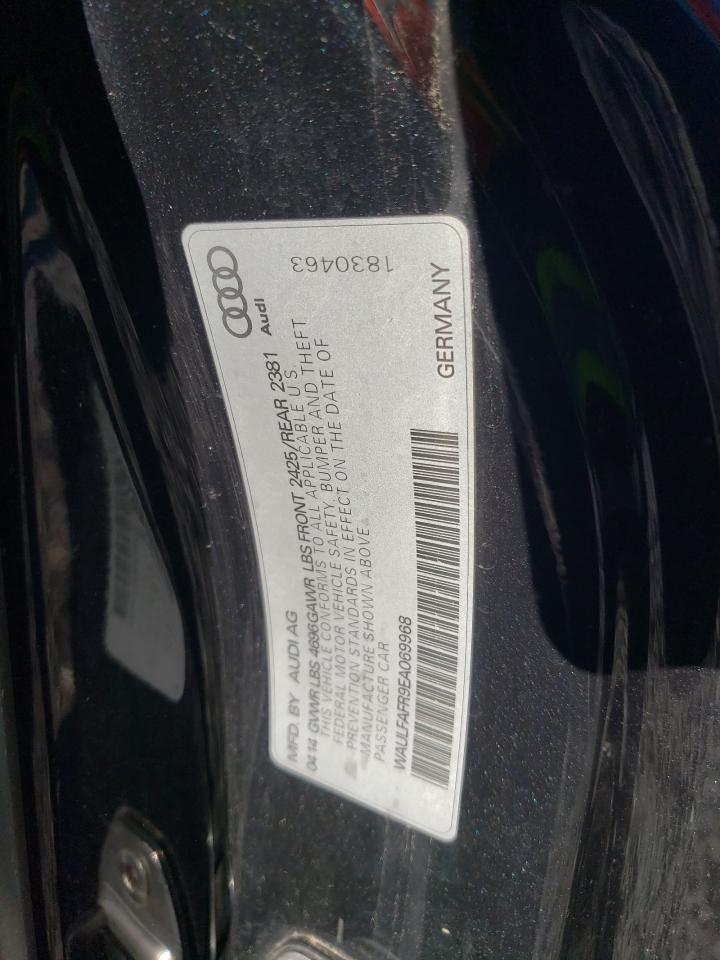 MFD. BY AUDI AG
Audi
0414 GVWR LBS 4696 GAWR LBS FRONT 2425/REAR 2381
THIS VEHICLE CONFORMS TO ALL APPLICABLE U.S.
FEDERAL MOTOR VEHICLE SAFETY, BUMPER AND THEFT
PREVENTION STANDARDS IN EFFECT ON THE DATE OF
MANUFACTURE SHOWN ABOVE
PASSENGER CAR
1830463
WAULFAFR9EA069968
GERMANY